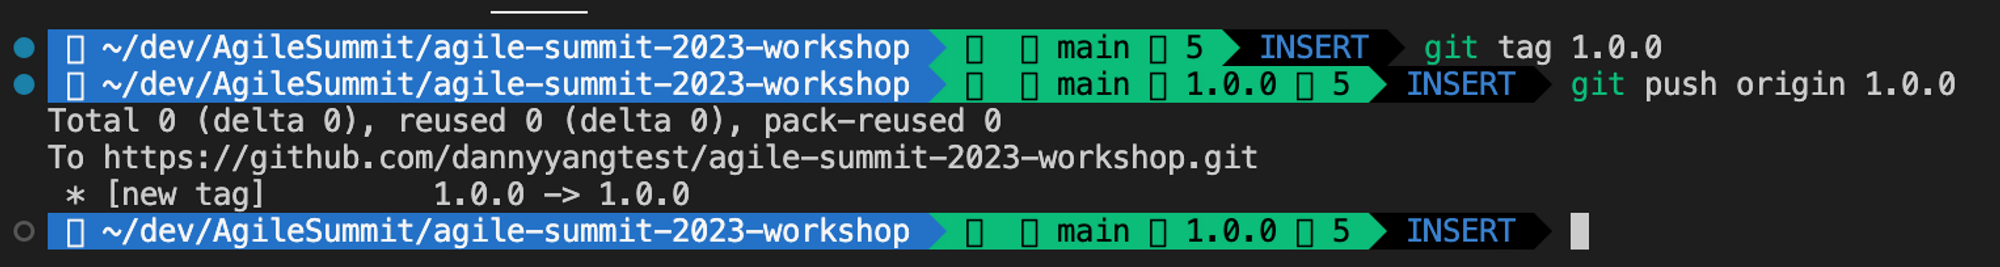 ~/dev/AgileSummit/agile-summit-2023-workshop main 5 INSERT git tag 1.0.0
~/dev/AgileSummit/agile-summit-2023-workshop main 1.0.0 5 INSERT git push origin 1.0.0
Total 0 (delta 0), reused 0 (delta 0), pack-reused 0
To https://github.com/dannyyangtest/agile-summit-2023-workshop.git
* [new tag] 1.0.0 -> 1.0.0
~/dev/AgileSummit/agile-summit-2023-workshop main 1.0.0 5 INSERT